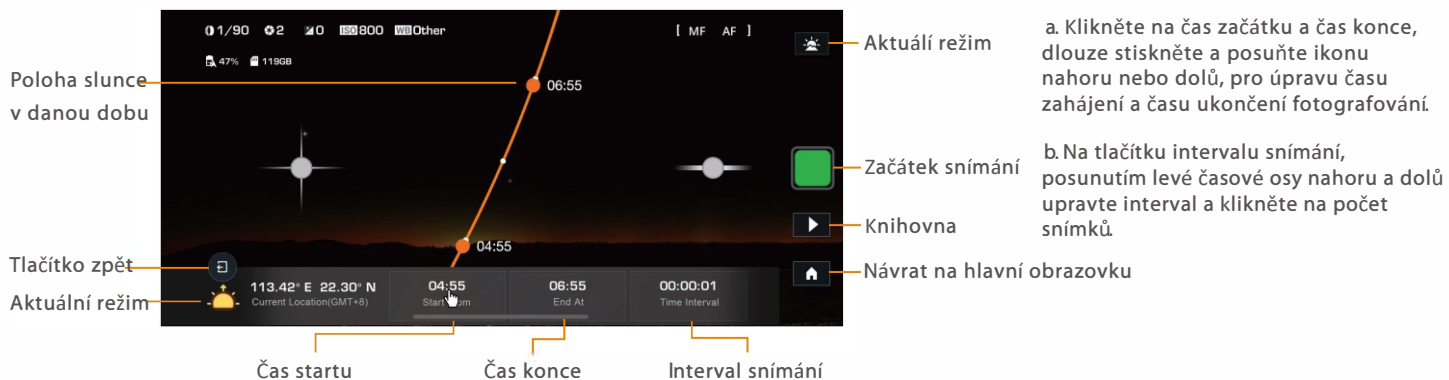 1/90 2 0 ISO 800 WB Other [ MF AF ]
47% 119GB
Aktuálí režim
Poloha slunce
v danou dobu
06:55
Začátek snímání
Knihovna
04:55
Návrat na hlavní obrazovku
Tlačítko zpět
Aktuální režim
113.42° E 22.30° N
Current Location(GMT+8)
04:55
Start From
06:55
End At
00:00:01
Time Interval
Čas startu
Čas konce
Interval snímání
a. Klikněte na čas začátku a čas konce,
dlouze stiskněte a posuňte ikonu
nahoru nebo dolů, pro úpravu času
zahájení a času ukončení fotografování.
b. Na tlačítku intervalu snímání,
posunutím levé časové osy nahoru a dolů
upravte interval a klikněte na počet
snímků.